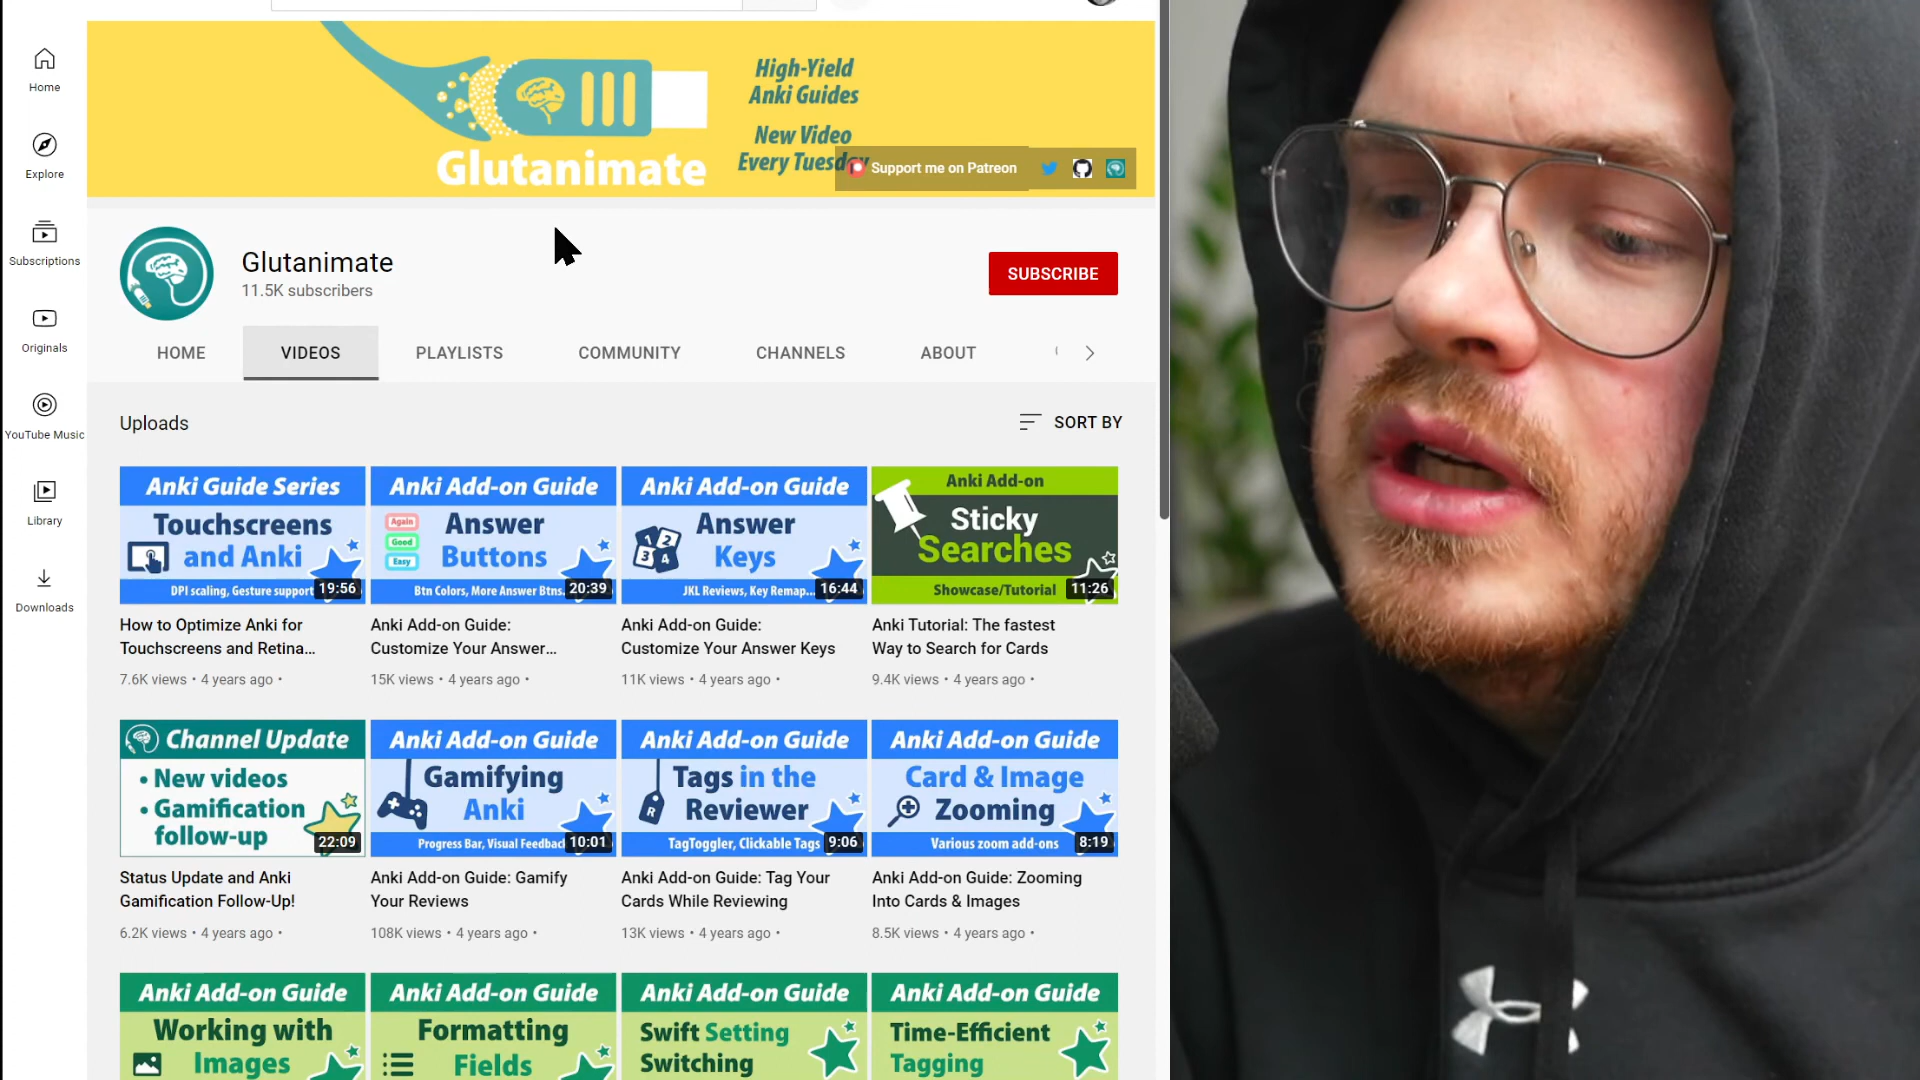 Home
Explore
Subscriptions
Originals
YouTube Music
Library
Downloads
High-Yield
Anki Guides
New Video
Every Tuesday
Glutanimate
Support me on Patreon
Glutanimate
11.5K subscribers
SUBSCRIBE
HOME
VIDEOS
PLAYLISTS
COMMUNITY
CHANNELS
ABOUT
Uploads
SORT BY
Anki Guide Series
Touchscreens
and Anki
DPI scaling, Gesture support
19:56
How to Optimize Anki for
Touchscreens and Retina...
7.6K views • 4 years ago •
Anki Add-on Guide
Again
Good
Easy
Answer
Buttons
Btn Colors, More Answer Btns
20:39
Anki Add-on Guide:
Customize Your Answer...
15K views • 4 years ago •
Anki Add-on Guide
1 2
3 4
Answer
Keys
JKL Reviews, Key Remap...
16:44
Anki Add-on Guide:
Customize Your Answer Keys
11K views • 4 years ago •
Anki Add-on
Sticky
Searches
Showcase/Tutorial
11:26
Anki Tutorial: The fastest
Way to Search for Cards
9.4K views • 4 years ago •
Channel Update
• New videos
• Gamification
follow-up
22:09
Status Update and Anki
Gamification Follow-Up!
6.2K views • 4 years ago •
Anki Add-on Guide
Gamifying
Anki
Progress Bar, Visual
10:01
Anki Add-on Guide: Gamify
Your Reviews
108K views • 4 years ago •
Anki Add-on Guide
Tags in the
R
Reviewer
TagToggler, Clickable Tags
9:06
Anki Add-on Guide: Tag Your
Cards While Reviewing
13K views • 4 years ago •
Anki Add-on Guide
Card & Image
Zooming
Various zoom add-ons
8:19
Anki Add-on Guide: Zooming
Into Cards & Images
8.5K views • 4 years ago •
Anki Add-on Guide
Working with
Images
Anki Add-on Guide
Formatting
Fields
Anki Add-on Guide
Swift Setting
Switching
Anki Add-on Guide
Time-Efficient
Tagging